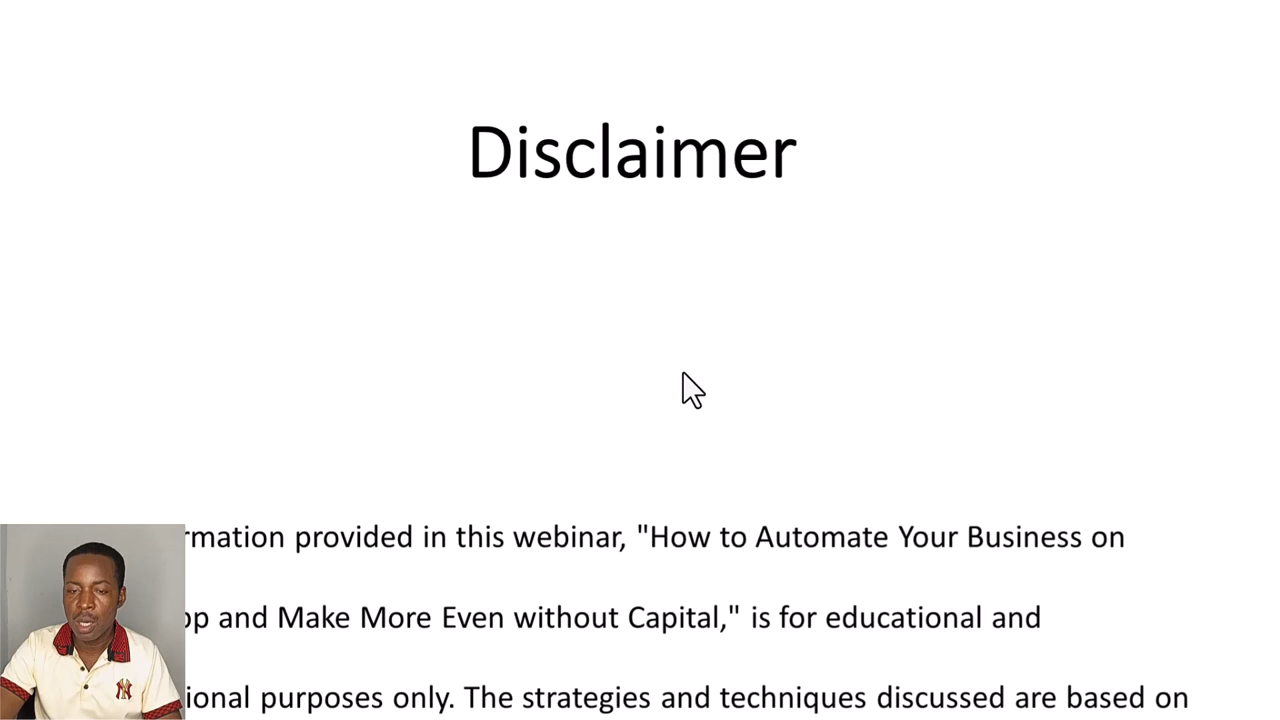 Disclaimer
rmation provided in this webinar, "How to Automate Your Business on
pp and Make More Even without Capital," is for educational and
ional purposes only. The strategies and techniques discussed are based on